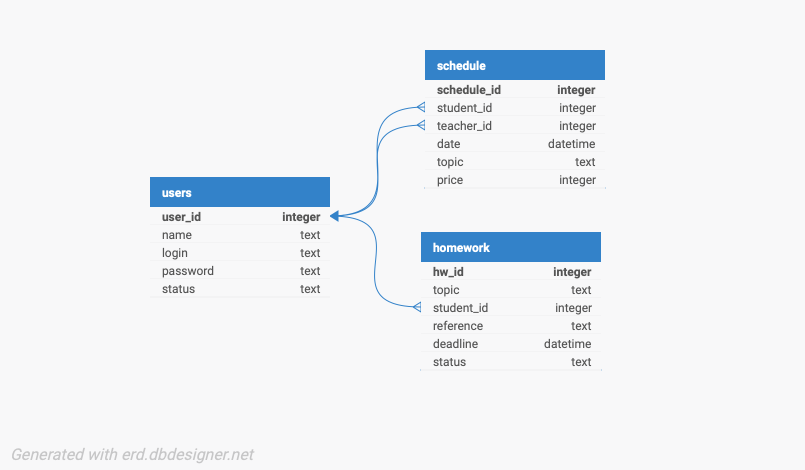 schedule
schedule_id integer
student_id integer
teacher_id integer
date datetime
topic text
price integer
users
user_id integer
name text
login text
password text
status text
homework
hw_id integer
topic text
student_id integer
reference text
deadline datetime
status text
Generated with erd.dbdesigner.net